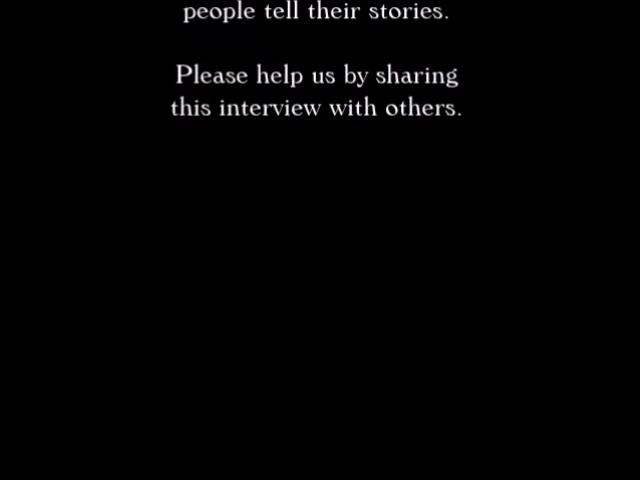 people tell their stories.
Please help us by sharing
this interview with others.